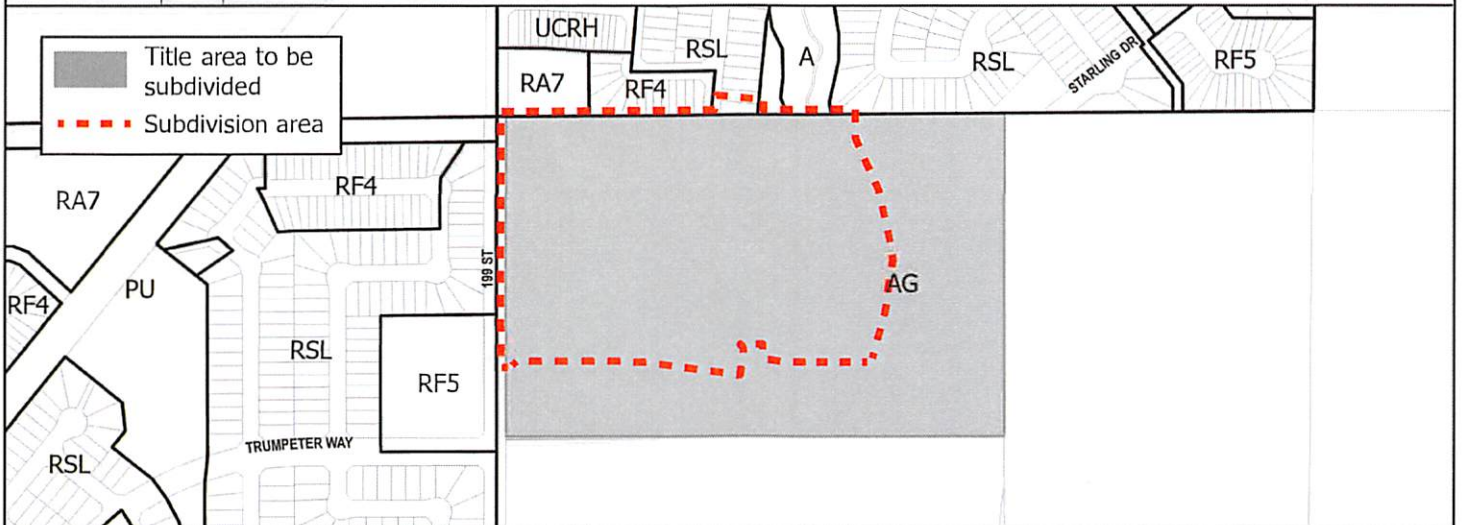 Title area to be
subdivided
Subdivision area
UCRH
RSL
A
RSL
STARLING DR
RF5
RA7
RF4
RA7
RF4
199 ST
AG
PU
RF4
RSL
RF5
TRUMPETER WAY
RSL